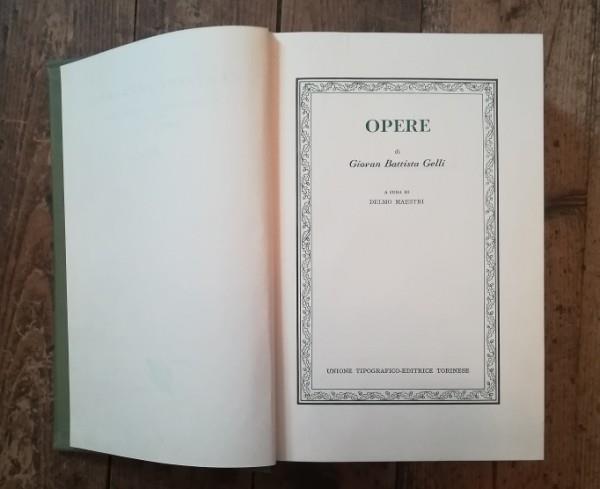 OPERE
di
Giovan Battista Gelli
A CURA DI
DELMO MAESTRI
UNIONE TIPOGRAFICO-EDITRICE TORINESE